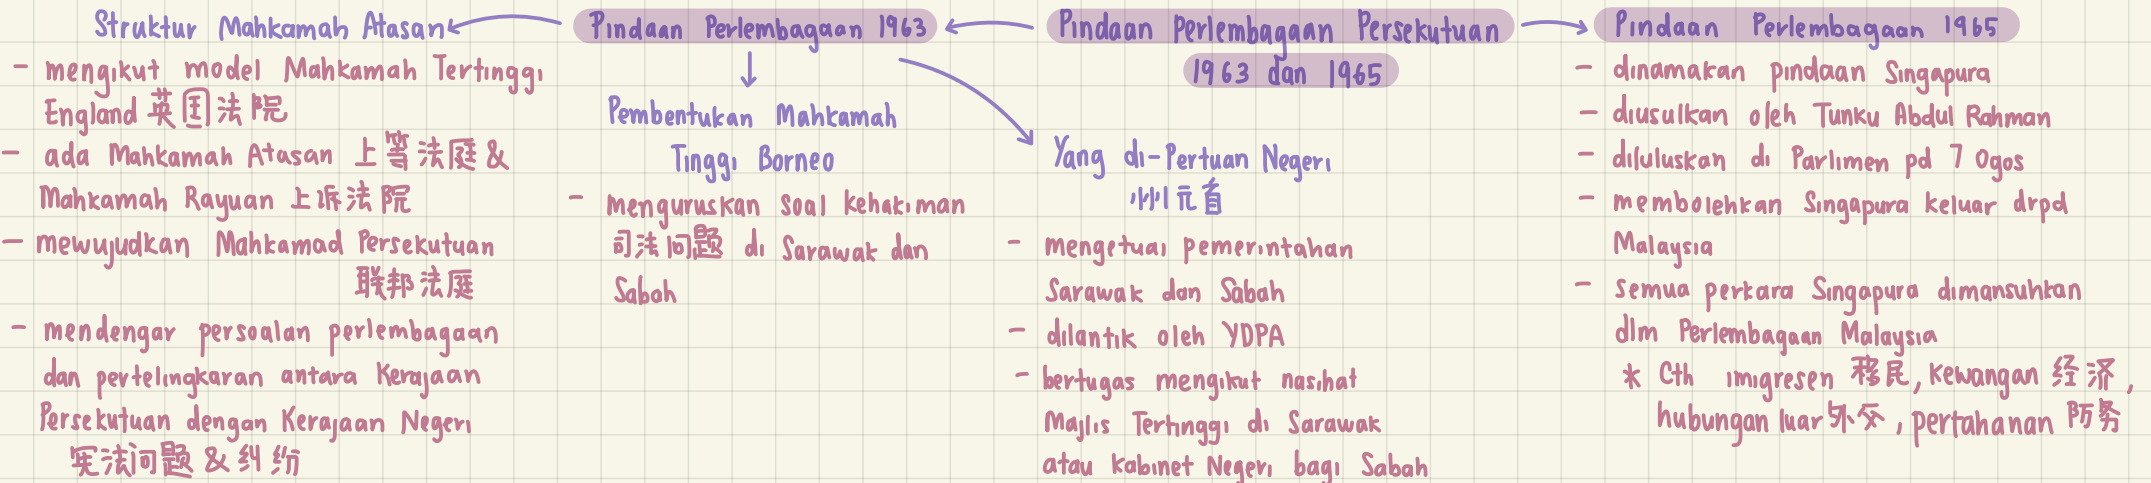 Pindaan Perlembagaan Persekutuan
1963 dan 1965
Pindaan Perlembagaan 1963
Struktur Mahkamah Atasan
- mengikut model Mahkamah Tertinggi
England 英国法院
- ada Mahkamah Atasan 上等法庭 &
Mahkamah Rayuan 上诉法院
- mewujudkan Mahkamad Persekutuan
联邦法庭
- mendengar persoalan perlembagaan
dan pertelingkaran antara Kerajaan
Persekutuan dengan Kerajaan Negeri
宪法问题 & 纠纷
Pembentukan Mahkamah
Tinggi Borneo
- menguruskan soal kehakiman
司法问题 di Sarawak dan
Sabah
Yang di-Pertuan Negeri
州元首
- mengetuai pemerintahan
Sarawak dan Sabah
- dilantik oleh YDPA
- bertugas mengikut nasihat
Majlis Tertinggi di Sarawak
atau Kabinet Negeri bagi Sabah
Pindaan Perlembagaan 1965
- dinamakan pindaan Singapura
- diusulkan oleh Tunku Abdul Rahman
- diluluskan di Parlimen pd 7 Ogos
- membolehkan Singapura keluar drpd
Malaysia
- semua perkara Singapura dimansuhkan
dlm Perlembagaan Malaysia
* Cth imigresen 移民, kewangan 经济,
hubungan luar 外交, pertahanan 防务